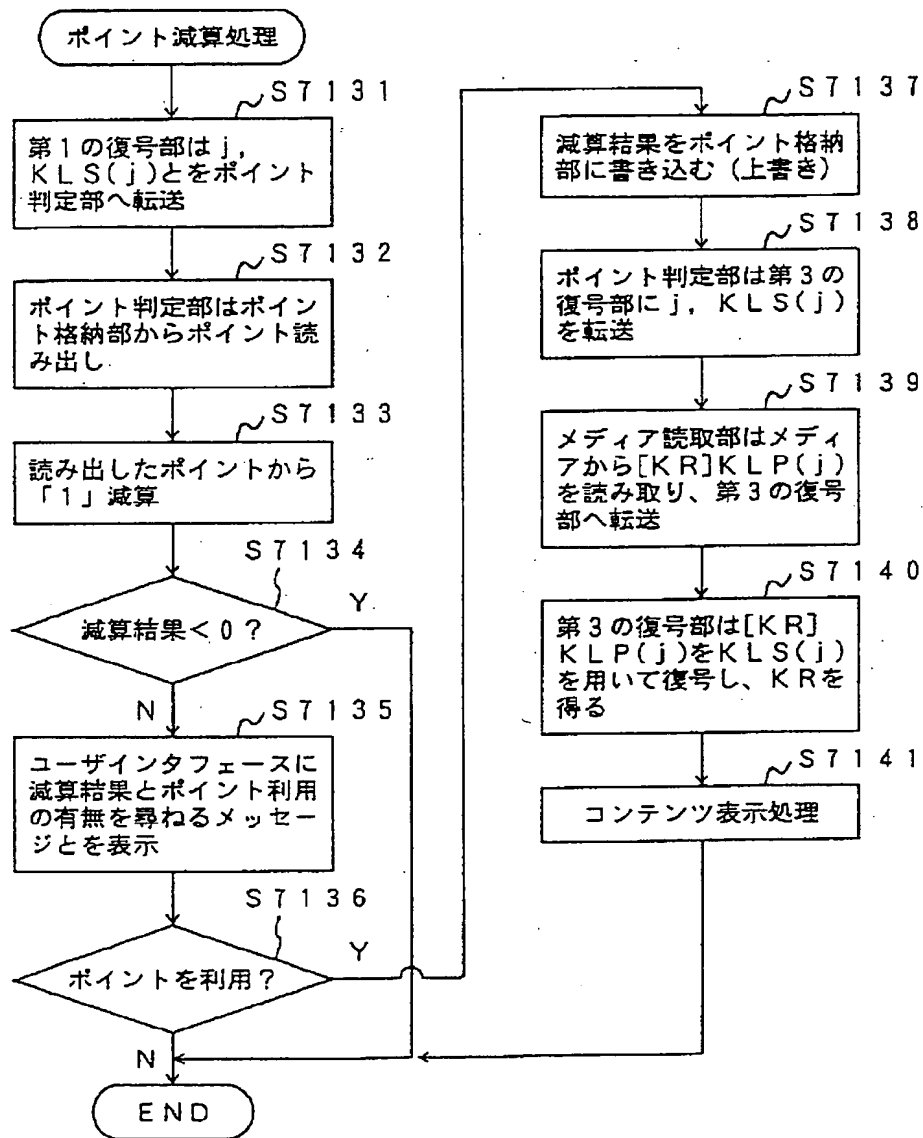 ポイント減算処理
S7131
第1の復号部はj,
KLS(j)とをポイント
判定部へ転送
S7132
ポイント判定部はポイン
ト格納部からポイント読
み出し
S7133
読み出したポイントから
「1」減算
S7134
減算結果<0?
Y
N
S7135
ユーザインタフェースに
減算結果とポイント利用
の有無を尋ねるメッセー
ジとを表示
S7136
ポイントを利用?
Y
N
END
S7137
減算結果をポイント格納
部に書き込む(上書き)
S7138
ポイント判定部は第3の
復号部にj, KLS(j)
を転送
S7139
メディア読取部はメディ
アから[KR]KLP(j)
を読み取り、第3の復号
部へ転送
S7140
第3の復号部は[KR]
KLP(j)をKLS(j)
を用いて復号し、KRを
得る
S7141
コンテンツ表示処理